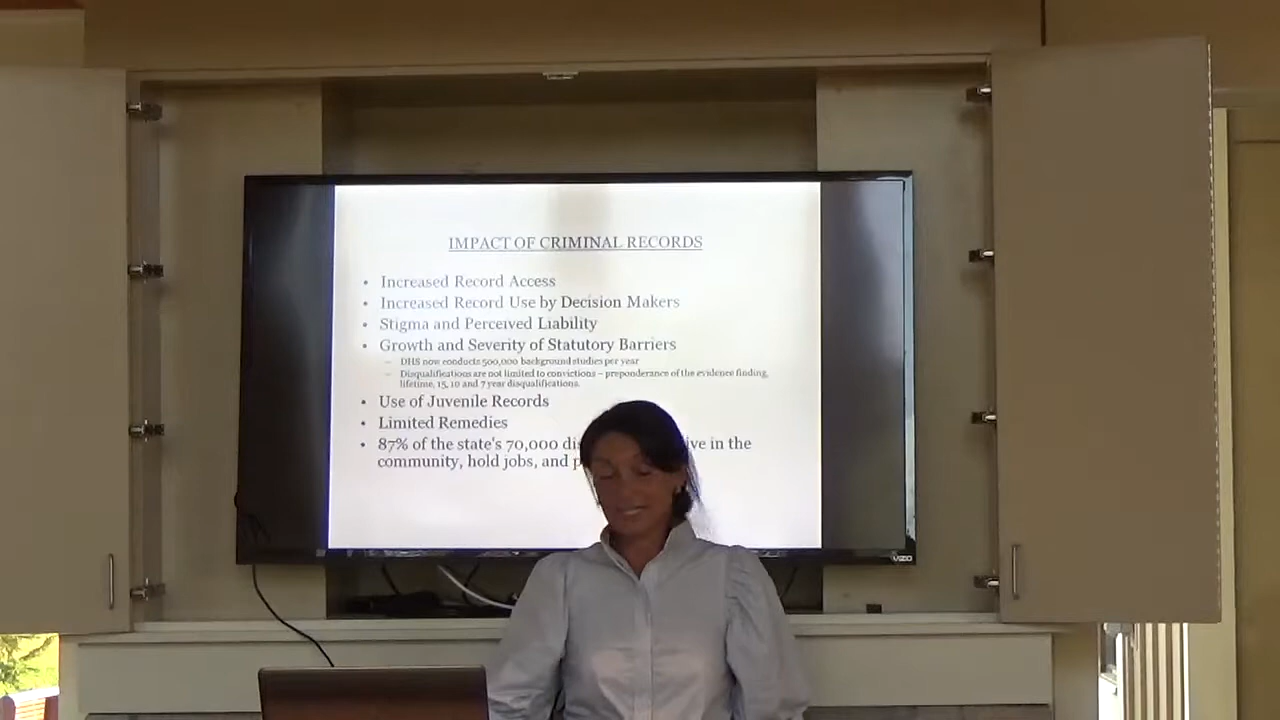 IMPACT OF CRIMINAL RECORDS
• Increased Record Access
• Increased Record Use by Decision Makers
• Stigma and Perceived Liability
• Growth and Severity of Statutory Barriers
– DHS now conducts 500,000 background studies per year
– Disqualifications are not limited to convictions – preponderance of the evidence finding,
lifetime, 15, 10 and 7 year disqualifications.
• Use of Juvenile Records
• Limited Remedies
• 87% of the state's 70,000 in the
community, hold jobs, and
VIZIO